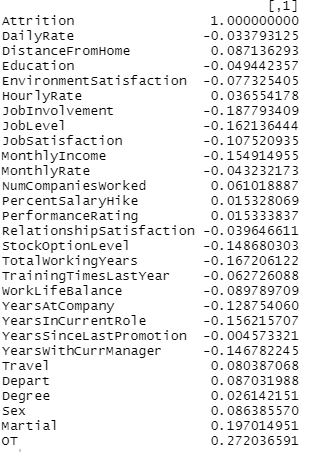 [,1]
Attrition 1.000000000
DailyRate -0.033793125
DistanceFromHome 0.087136293
Education -0.049442357
EnvironmentSatisfaction -0.077325405
HourlyRate 0.036554178
JobInvolvement -0.187793409
JobLevel -0.162136444
JobSatisfaction -0.107520935
MonthlyIncome -0.154914955
MonthlyRate -0.043232173
NumCompaniesWorked 0.061018887
PercentSalaryHike 0.015328069
PerformanceRating 0.015333837
RelationshipSatisfaction -0.039646611
StockOptionLevel -0.148680303
TotalWorkingYears -0.167206122
TrainingTimesLastYear -0.062726088
WorkLifeBalance -0.089789709
YearsAtCompany -0.128754060
YearsInCurrentRole -0.156215707
YearsSinceLastPromotion -0.004573321
YearsWithCurrManager -0.146782245
Travel 0.080387068
Depart 0.087031988
Degree 0.026142151
Sex 0.086385570
Martial 0.197014951
OT 0.272036591